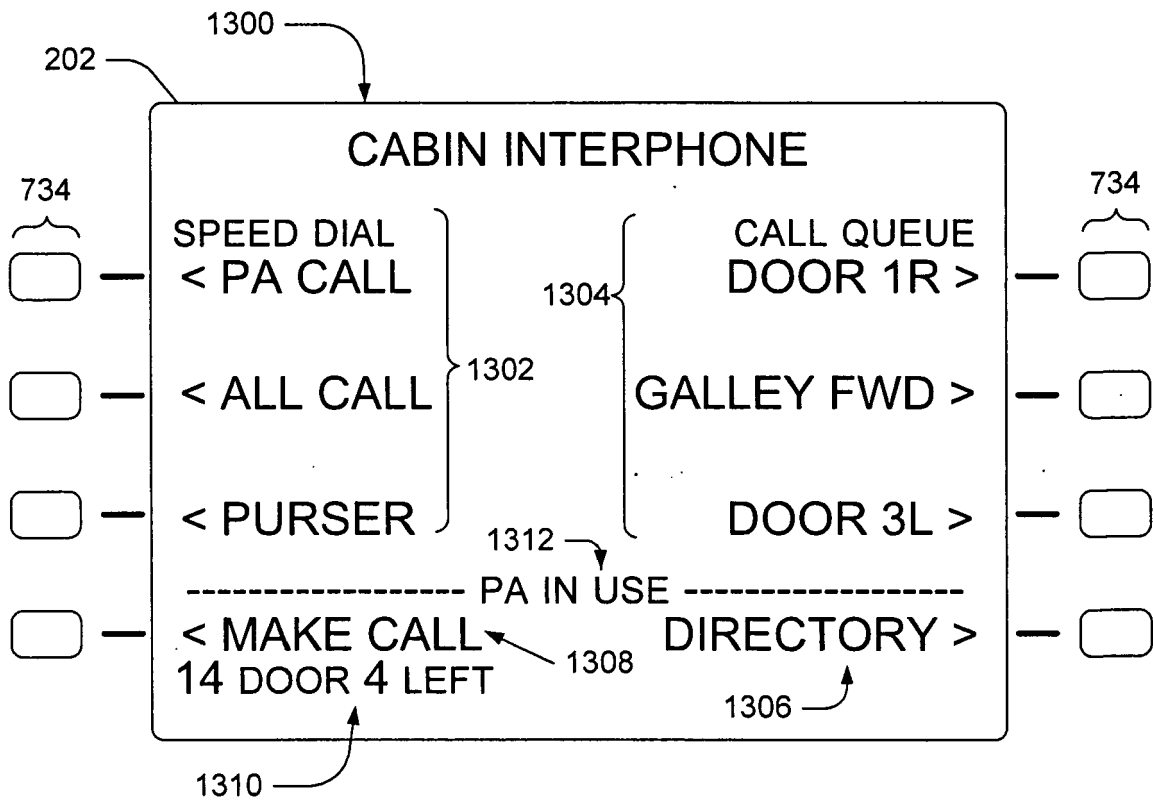 1300
202
CABIN INTERPHONE
734
734
SPEED DIAL
CALL QUEUE
< PA CALL
DOOR 1R >
1304
1302
< ALL CALL
GALLEY FWD >
< PURSER
DOOR 3L >
1312
PA IN USE
< MAKE CALL
DIRECTORY >
1308
14 DOOR 4 LEFT
1306
1310